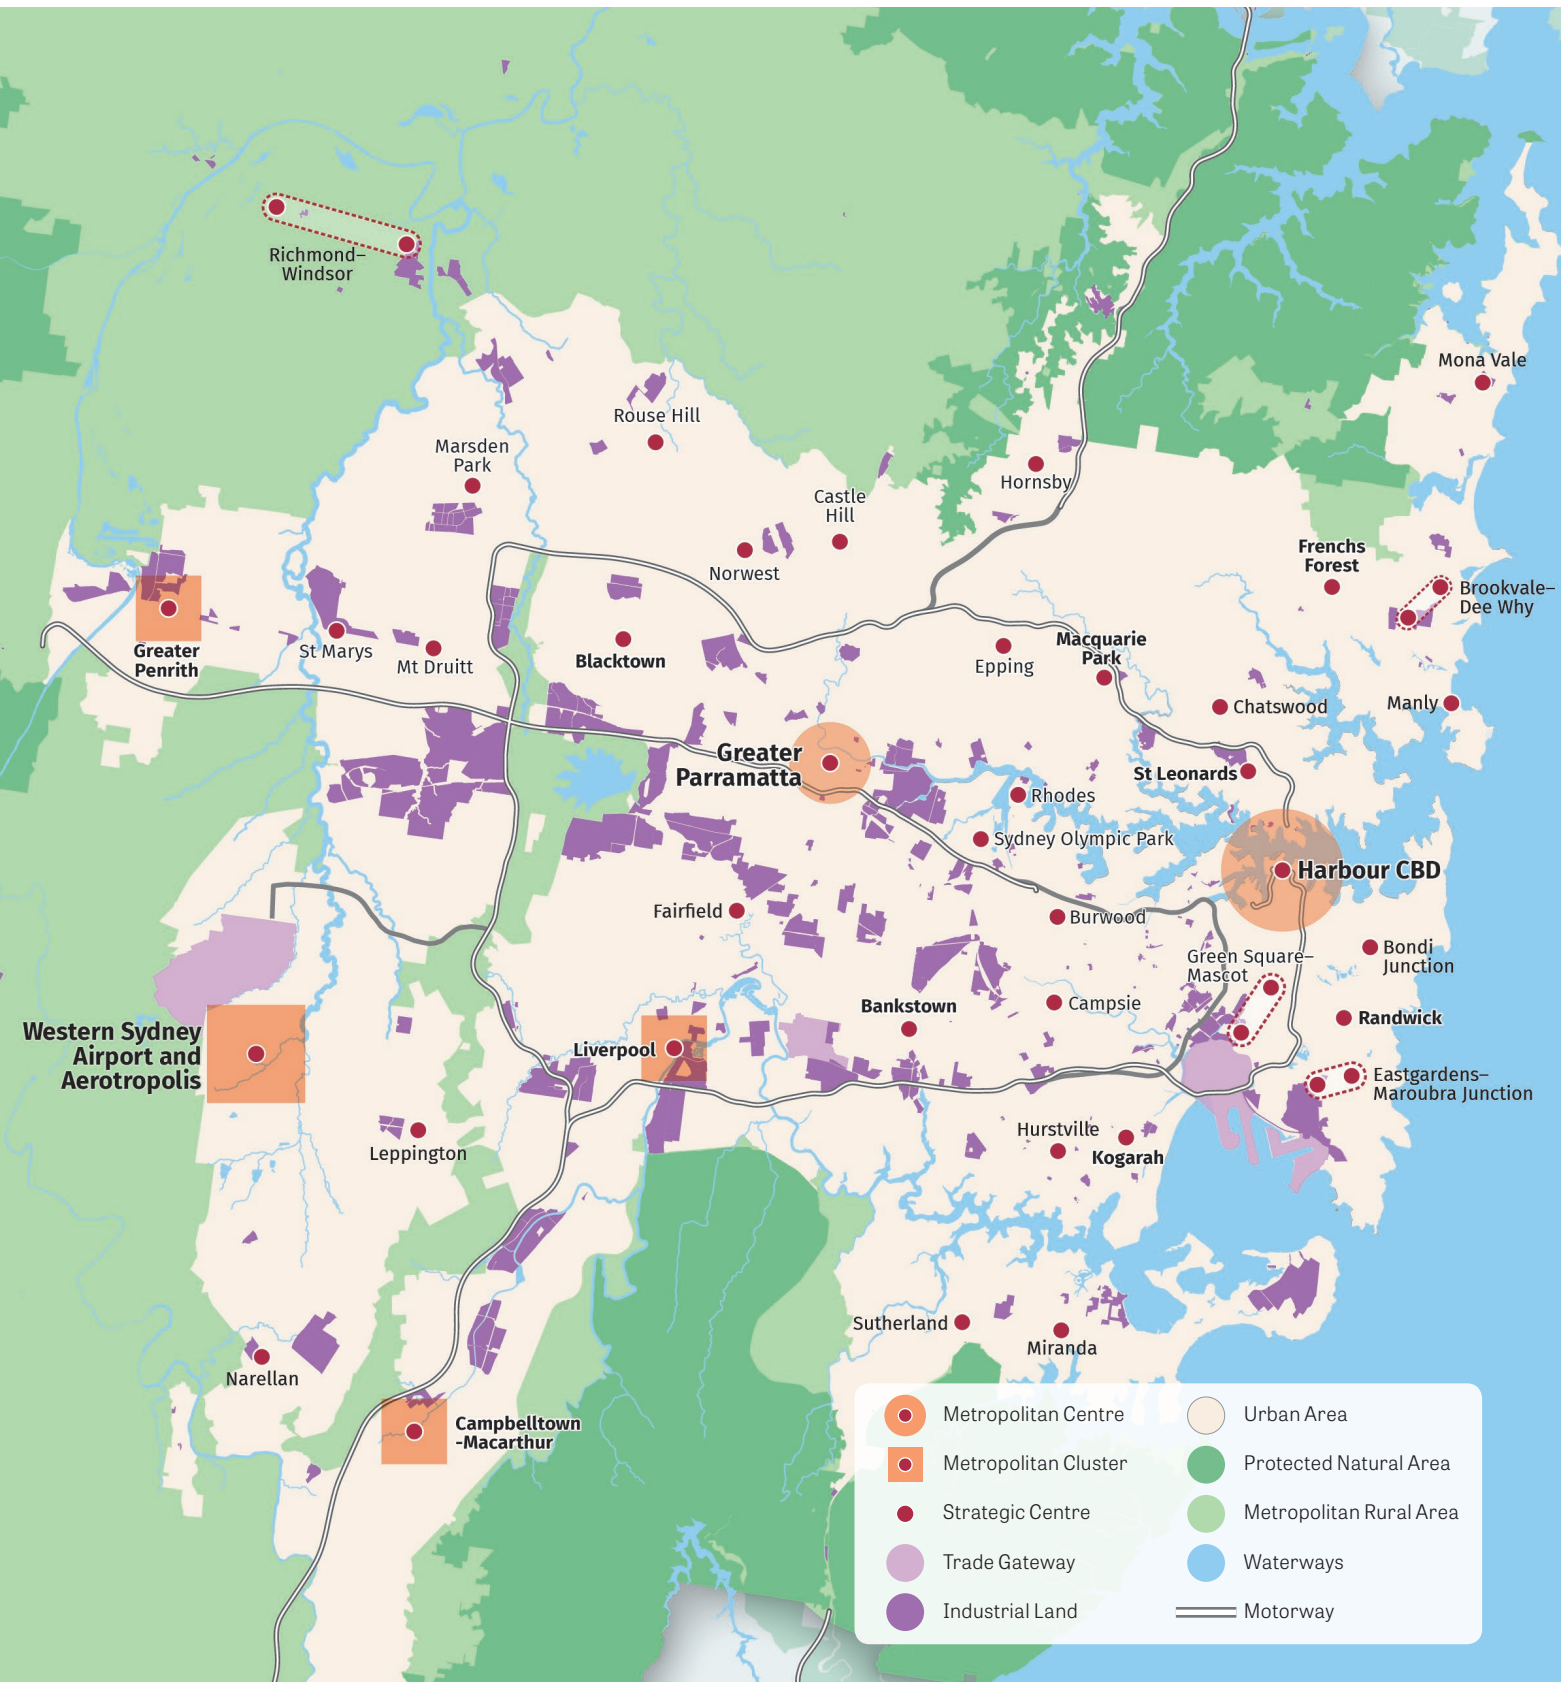 Richmond–
Windsor
Mona Vale
Rouse Hill
Marsden
Park
Hornsby
Castle
Hill
Norwest
Frenchs
Forest
Brookvale–
Dee Why
Greater
Penrith
St Marys
Mt Druitt
Blacktown
Epping
Macquarie
Park
Chatswood
Manly
Greater
Parramatta
St Leonards
Rhodes
Sydney Olympic Park
Harbour CBD
Fairfield
Burwood
Bondi
Junction
Green Square–
Mascot
Bankstown
Campsie
Randwick
Western Sydney
Airport and
Aerotropolis
Liverpool
Eastgardens–
Maroubra Junction
Leppington
Hurstville
Kogarah
Sutherland
Miranda
Narellan
Campbelltown
-Macarthur
Metropolitan Centre
Metropolitan Cluster
Strategic Centre
Trade Gateway
Industrial Land
Urban Area
Protected Natural Area
Metropolitan Rural Area
Waterways
Motorway